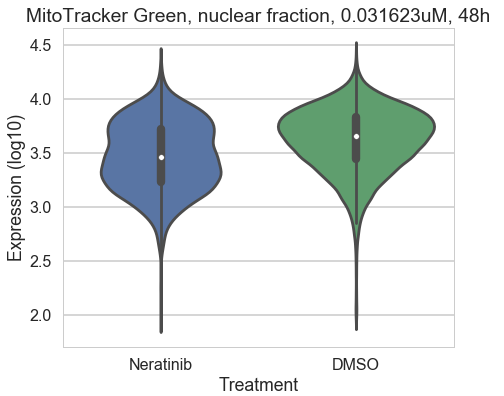 MitoTracker Green, nuclear fraction, 0.031623uM, 48h
4.5
4.0
3.5
3.0
2.5
2.0
Expression (log10)
Neratinib DMSO
Treatment